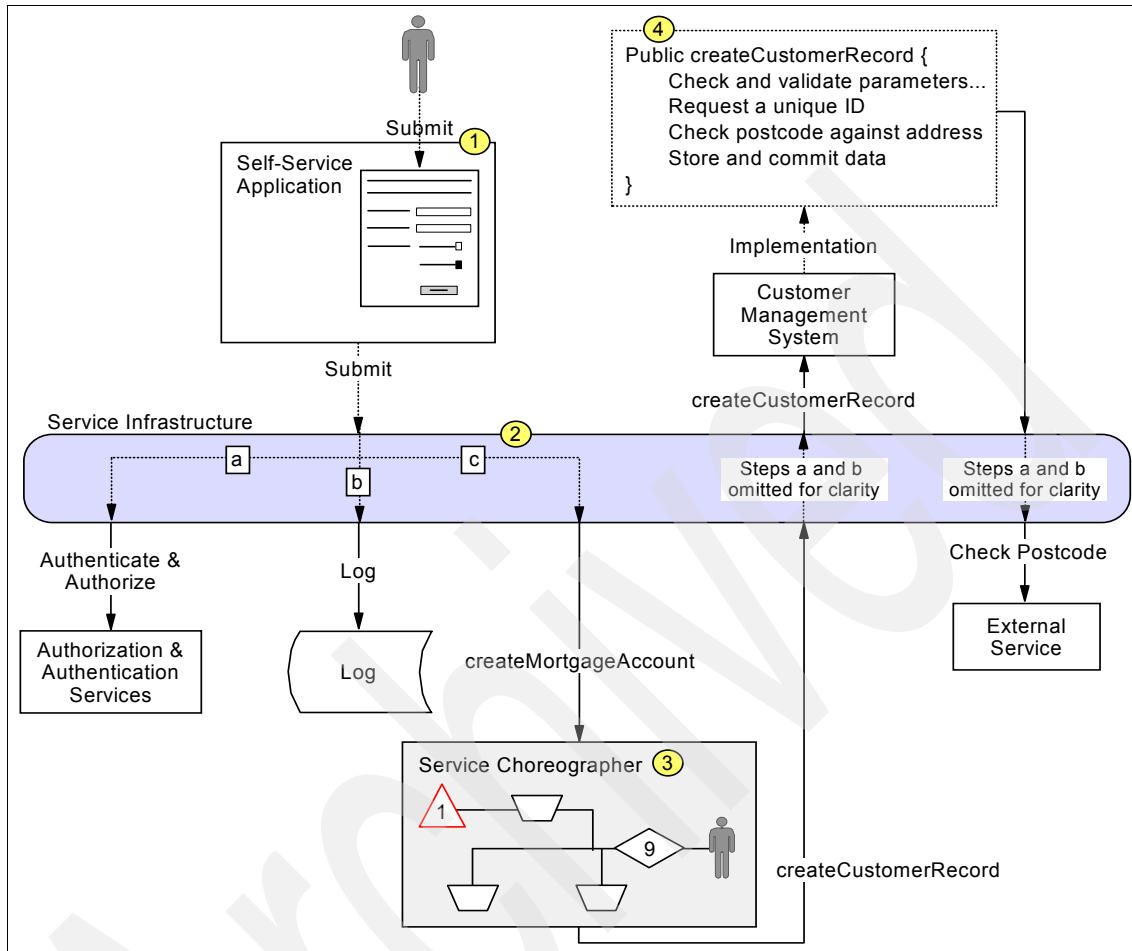 Submit
1
Self-Service
Application
Submit
4
Public createCustomerRecord {
Check and validate parameters...
Request a unique ID
Check postcode against address
Store and commit data
}
Implementation
Customer
Management
System
createCustomerRecord
Service Infrastructure
2
a
b
c
Steps a and b
omitted for clarity
Steps a and b
omitted for clarity
Authenticate &
Authorize
Log
Check Postcode
Authorization &
Authentication
Services
Log
createMortgageAccount
External
Service
Service Choreographer
3
1
9
createCustomerRecord
Archived